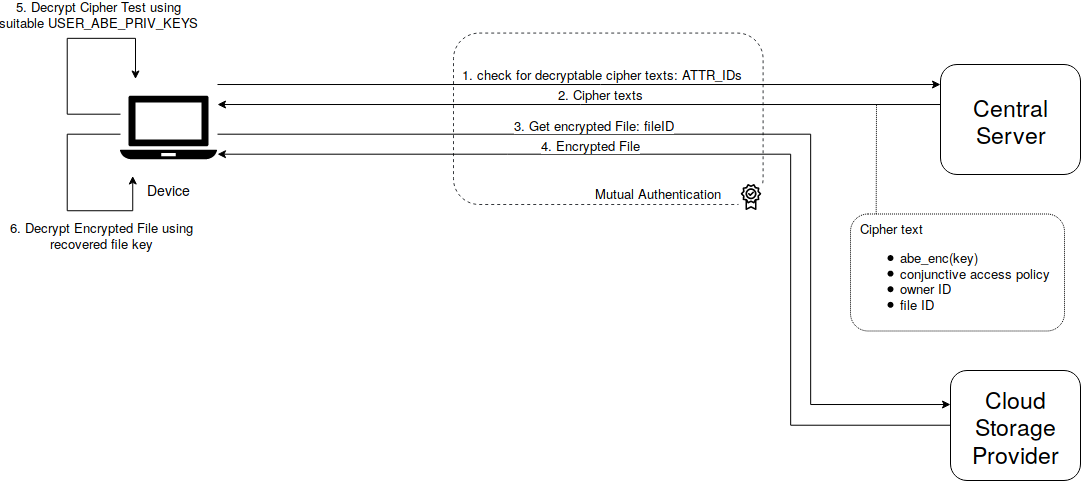 5. Decrypt Cipher Test using
suitable USER_ABE_PRIV_KEYS
1. check for decryptable cipher texts: ATTR_IDs
2. Cipher texts
3. Get encrypted File: fileID
4. Encrypted File
Mutual Authentication
Device
6. Decrypt Encrypted File using
recovered file key
Central
Server
Cipher text
abe_enc(key)
conjunctive access policy
owner ID
file ID
Cloud
Storage
Provider